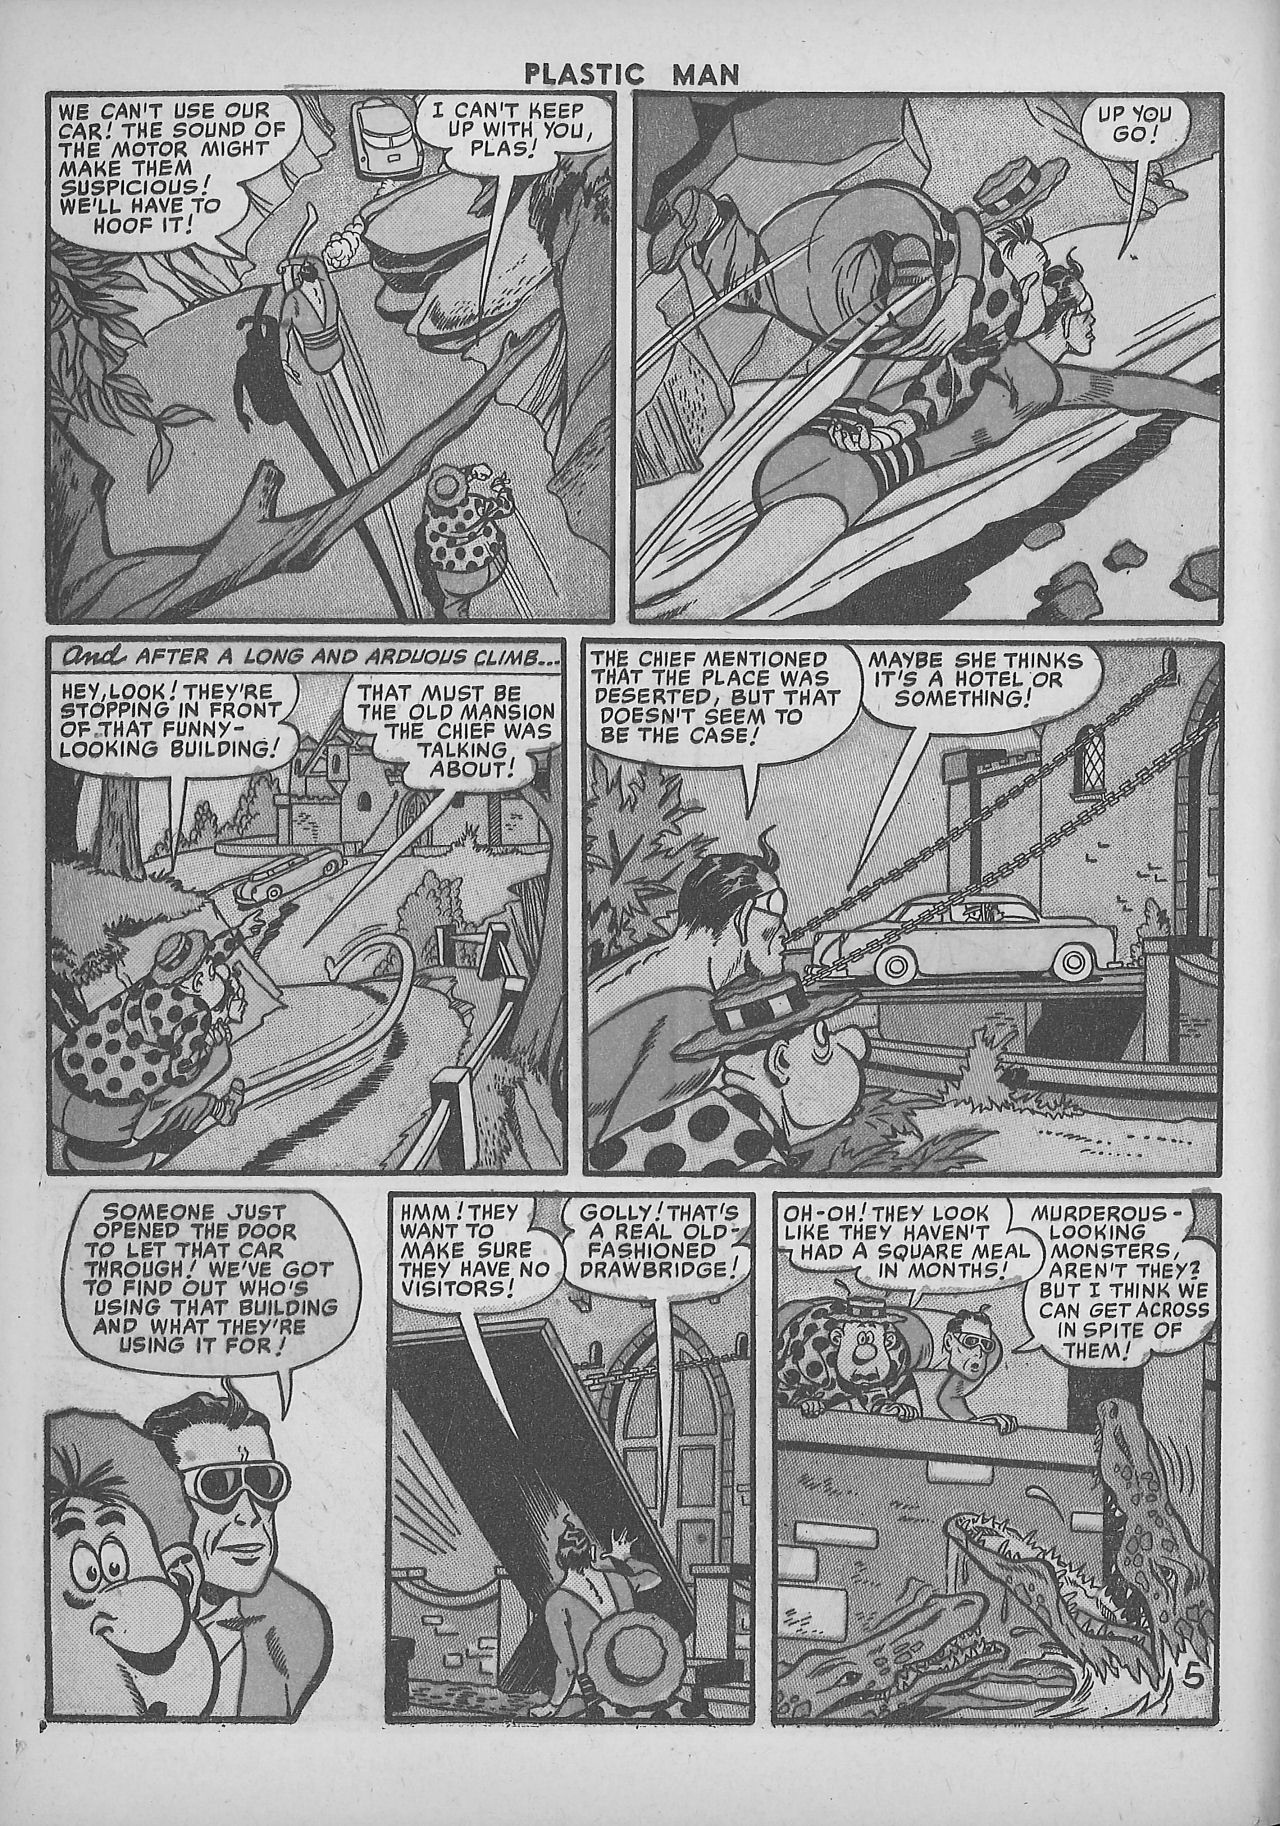 PLASTIC MAN
WE CAN'T USE OUR
CAR! THE SOUND OF
THE MOTOR MIGHT
MAKE THEM
SUSPICIOUS!
WE'LL HAVE TO
HOOF IT!
I CAN'T KEEP
UP WITH YOU,
PLAS!
UP YOU
GO!
And AFTER A LONG AND ARDUOUS CLIMB...
HEY, LOOK! THEY'RE
STOPPING IN FRONT
OF THAT FUNNY-
LOOKING BUILDING!
THAT MUST BE
THE OLD MANSION
THE CHIEF WAS
TALKING
ABOUT!
THE CHIEF MENTIONED
THAT THE PLACE WAS
DESERTED, BUT THAT
DOESN'T SEEM TO
BE THE CASE!
MAYBE SHE THINKS
IT'S A HOTEL OR
SOMETHING!
SOMEONE JUST
OPENED THE DOOR
TO LET THAT CAR
THROUGH! WE'VE GOT
TO FIND OUT WHO'S
USING THAT BUILDING
AND WHAT THEY'RE
USING IT FOR!
HMM! THEY
WANT TO
MAKE SURE
THEY HAVE NO
VISITORS!
GOLLY! THAT'S
A REAL OLD-
FASHIONED
DRAWBRIDGE!
OH-OH! THEY LOOK
LIKE THEY HAVEN'T
HAD A SQUARE MEAL
IN MONTHS!
MURDEROUS-
LOOKING
MONSTERS,
AREN'T THEY?
BUT I THINK WE
CAN GET ACROSS
IN SPITE OF
THEM!
5